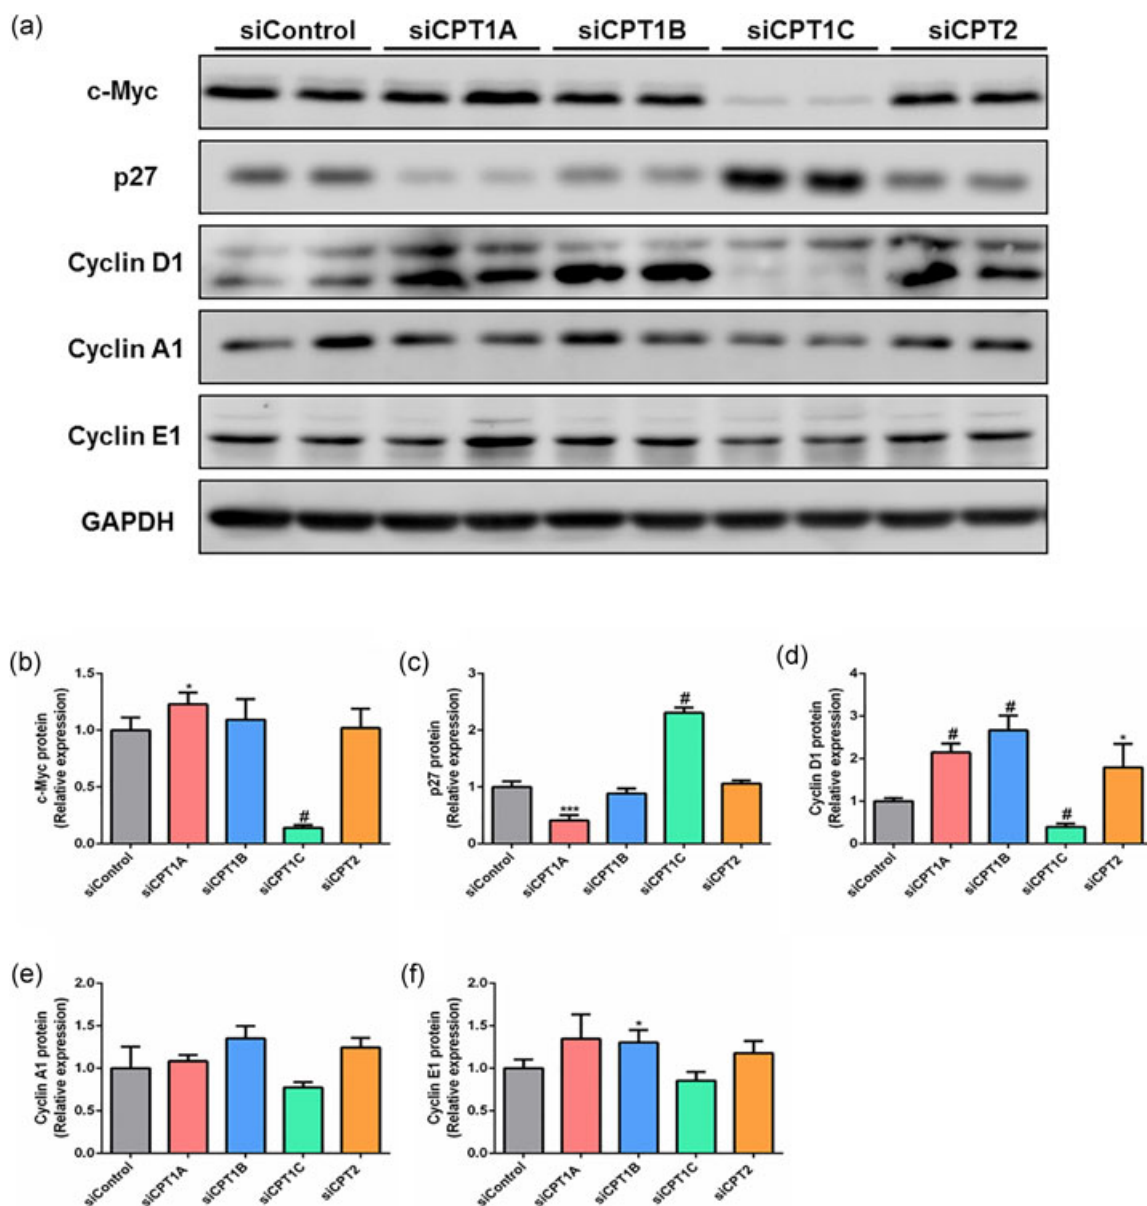 (a)
siControl siCPT1A siCPT1B siCPT1C siCPT2
c-Myc
p27
Cyclin D1
Cyclin A1
Cyclin E1
GAPDH
(b)
c-Myc protein
(Relative expression)
1.5
1.0
0.5
0.0
*
#
siControl
siCPT1A
siCPT1B
siCPT1C
siCPT2
(c)
p27 protein
(Relative expression)
3
2
1
0
***
#
siControl
siCPT1A
siCPT1B
siCPT1C
siCPT2
(d)
Cyclin D1 protein
(Relative expression)
4
3
2
1
0
#
#
#
*
siControl
siCPT1A
siCPT1B
siCPT1C
siCPT2
(e)
Cyclin A1 protein
(Relative expression)
2.0
1.5
1.0
0.5
0.0
siControl
siCPT1A
siCPT1B
siCPT1C
siCPT2
(f)
Cyclin E1 protein
(Relative expression)
2.0
1.5
1.0
0.5
0.0
*
siControl
siCPT1A
siCPT1B
siCPT1C
siCPT2